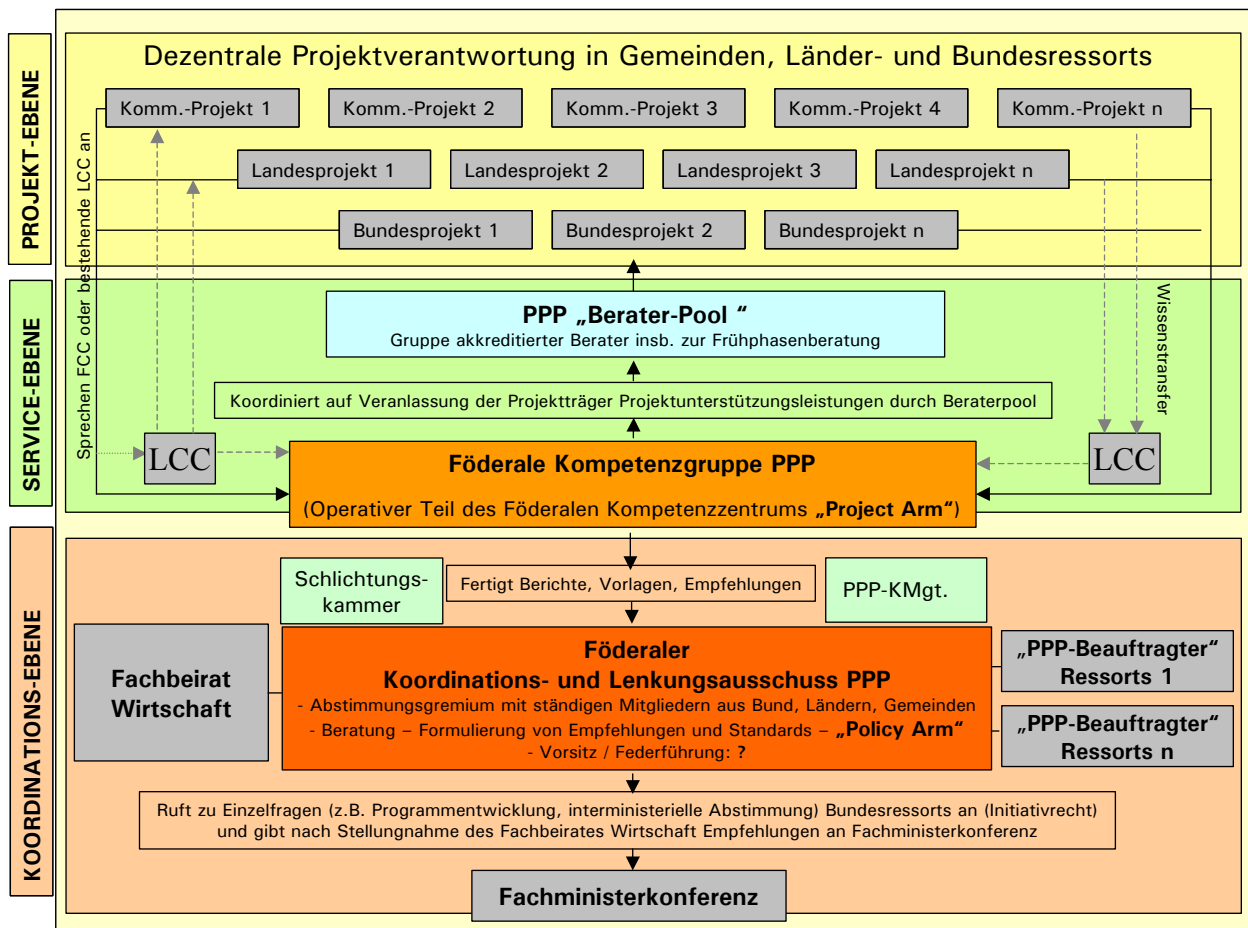 PROJEKT-EBENE
Dezentrale Projektverantwortung in Gemeinden, Länder- und Bundesressorts
Komm.-Projekt 1
Komm.-Projekt 2
Komm.-Projekt 3
Komm.-Projekt 4
Komm.-Projekt n
Landesprojekt 1
Landesprojekt 2
Landesprojekt 3
Landesprojekt n
Bundesprojekt 1
Bundesprojekt 2
Bundesprojekt n
Sprechen FCC oder bestehende LCC an
Wissenstransfer
SERVICE-EBENE
PPP „Berater-Pool “
Gruppe akkreditierter Berater insb. zur Frühphasenberatung
Koordiniert auf Veranlassung der Projektträger Projektunterstützungsleistungen durch Beraterpool
LCC
Föderale Kompetenzgruppe PPP
(Operativer Teil des Föderalen Kompetenzzentrums „Project Arm“)
LCC
KOORDINATIONS-EBENE
Schlichtungs-
kammer
Fertigt Berichte, Vorlagen, Empfehlungen
PPP-KMgt.
Fachbeirat
Wirtschaft
Föderaler
Koordinations- und Lenkungsausschuss PPP
- Abstimmungsgremium mit ständigen Mitgliedern aus Bund, Ländern, Gemeinden
- Beratung – Formulierung von Empfehlungen und Standards – „Policy Arm“
- Vorsitz / Federführung: ?
„PPP-Beauftragter“
Ressorts 1
„PPP-Beauftragter“
Ressorts n
Ruft zu Einzelfragen (z.B. Programmentwicklung, interministerielle Abstimmung) Bundesressorts an (Initiativrecht)
und gibt nach Stellungnahme des Fachbeirates Wirtschaft Empfehlungen an Fachministerkonferenz
Fachministerkonferenz